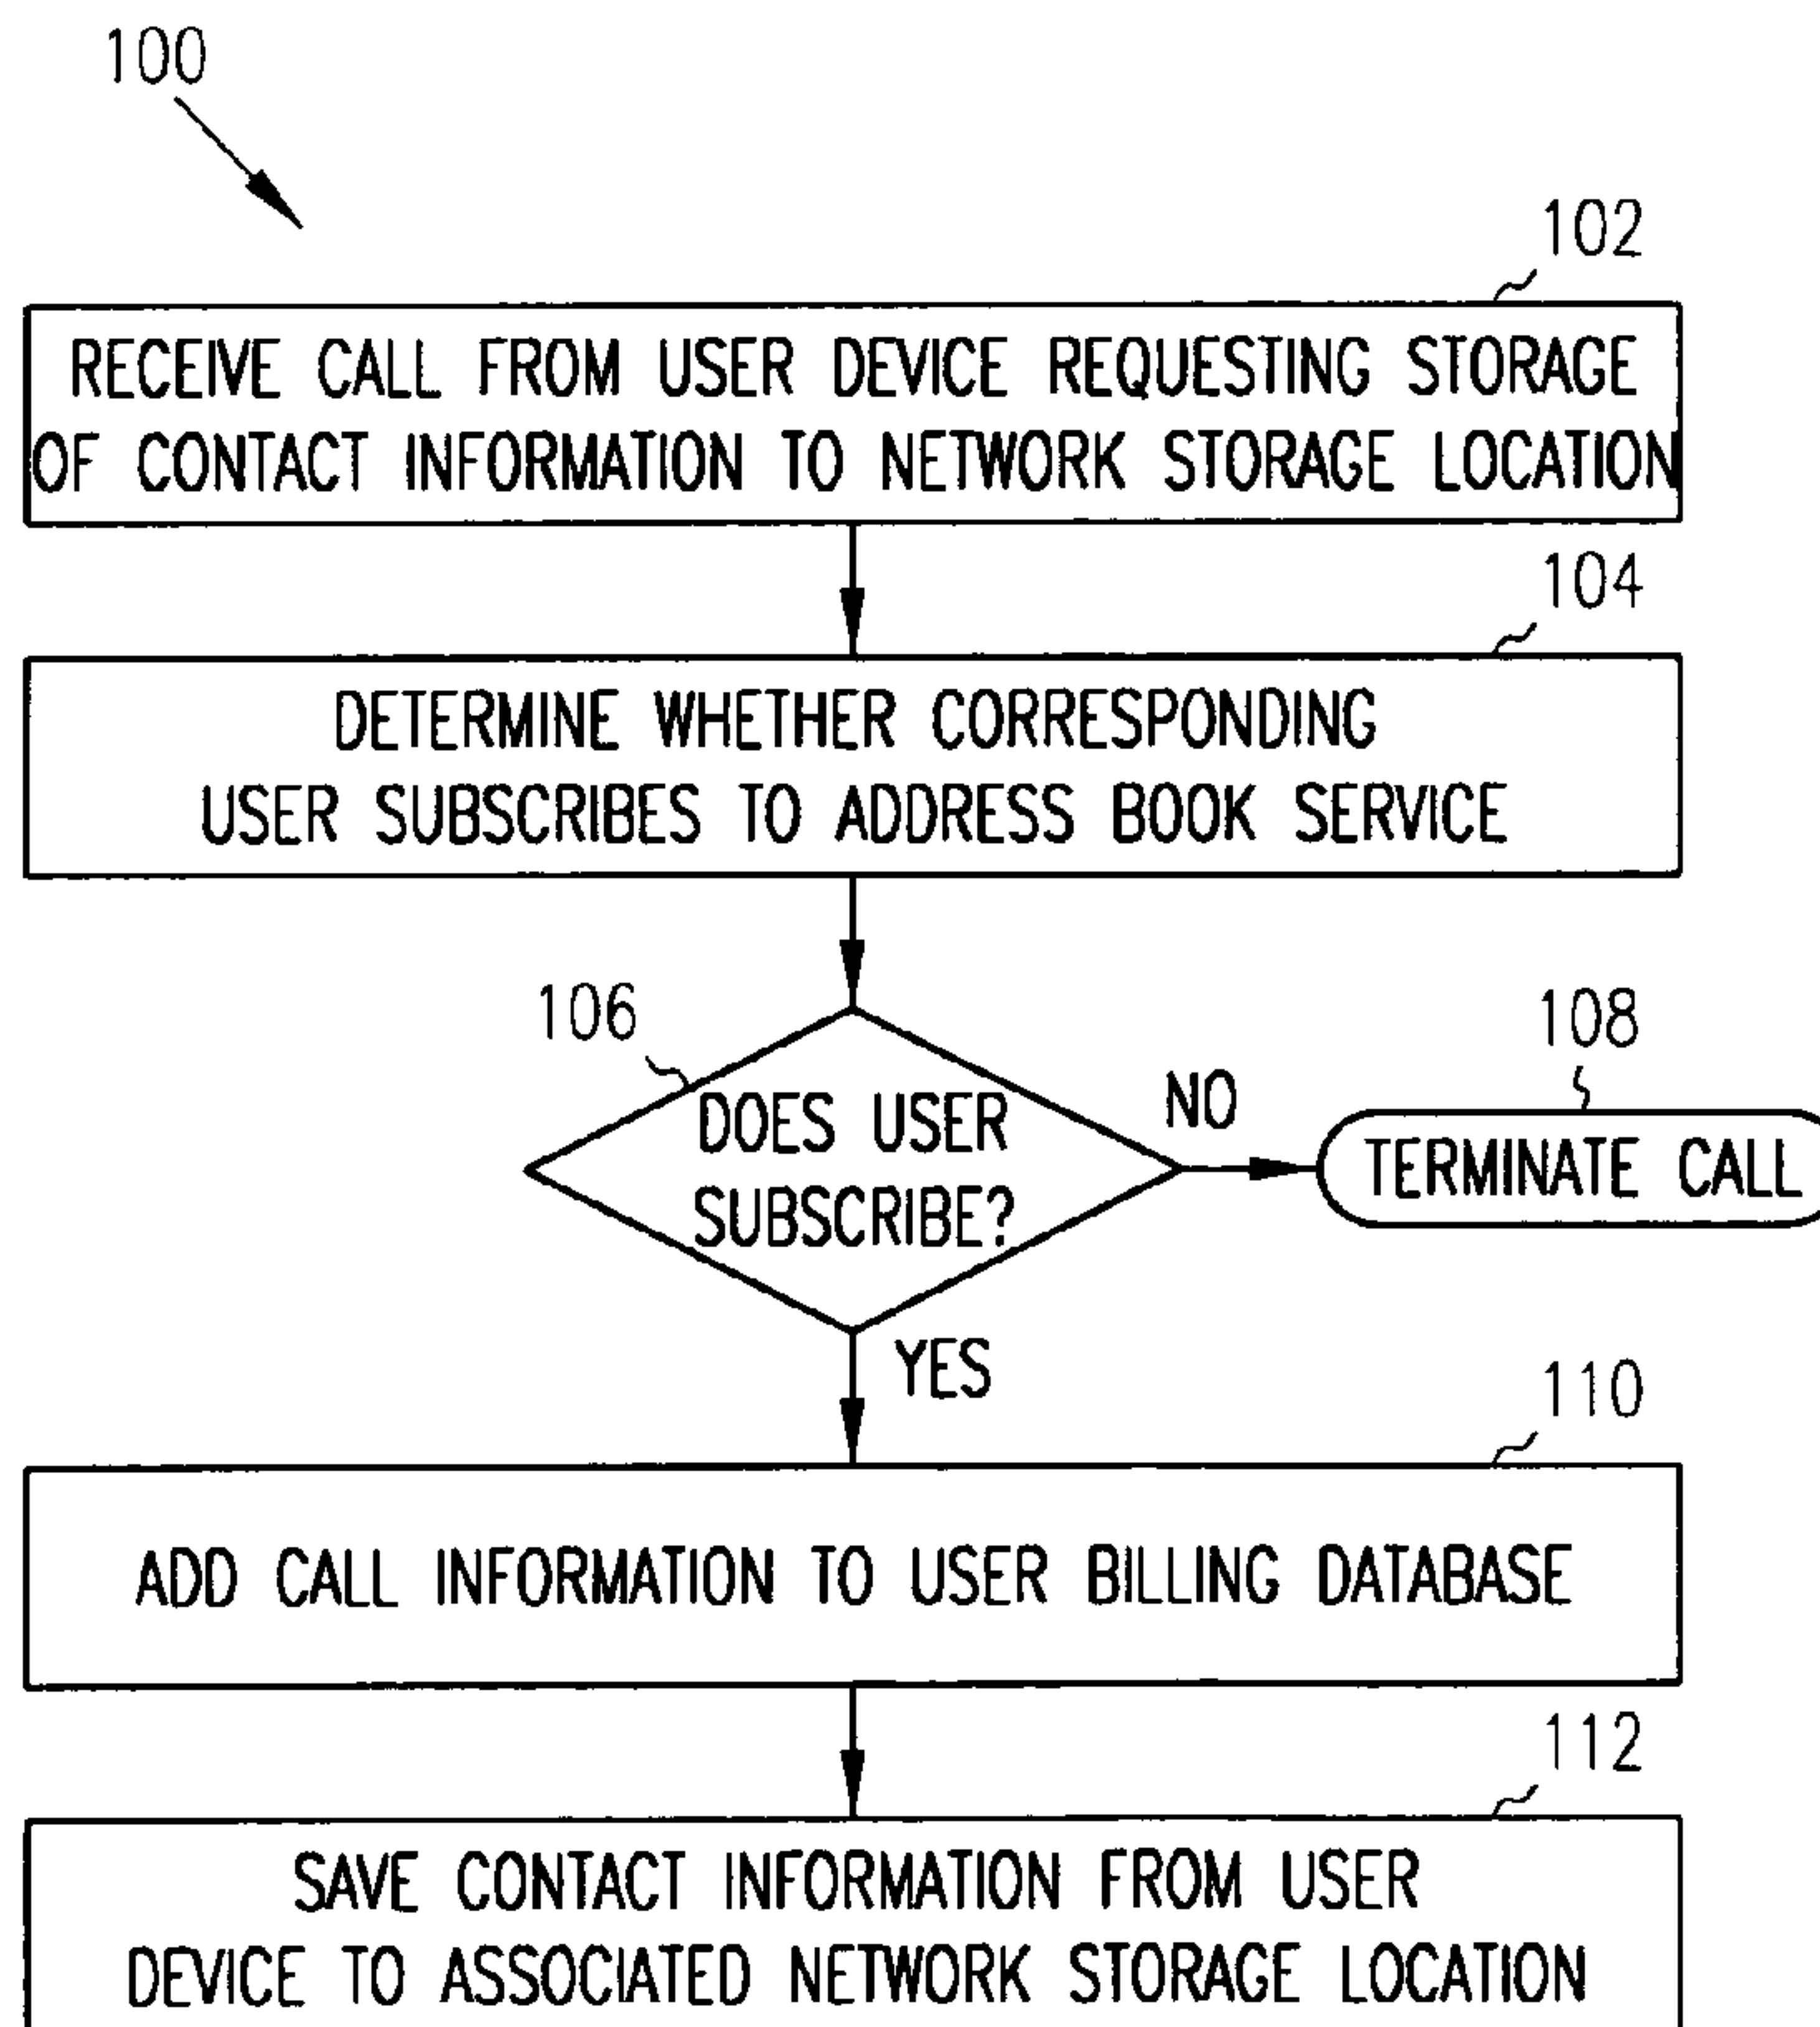 100
102
RECEIVE CALL FROM USER DEVICE REQUESTING STORAGE
OF CONTACT INFORMATION TO NETWORK STORAGE LOCATION
104
DETERMINE WHETHER CORRESPONDING
USER SUBSCRIBES TO ADDRESS BOOK SERVICE
106
DOES USER
SUBSCRIBE?
NO
108
TERMINATE CALL
YES
110
ADD CALL INFORMATION TO USER BILLING DATABASE
112
SAVE CONTACT INFORMATION FROM USER
DEVICE TO ASSOCIATED NETWORK STORAGE LOCATION